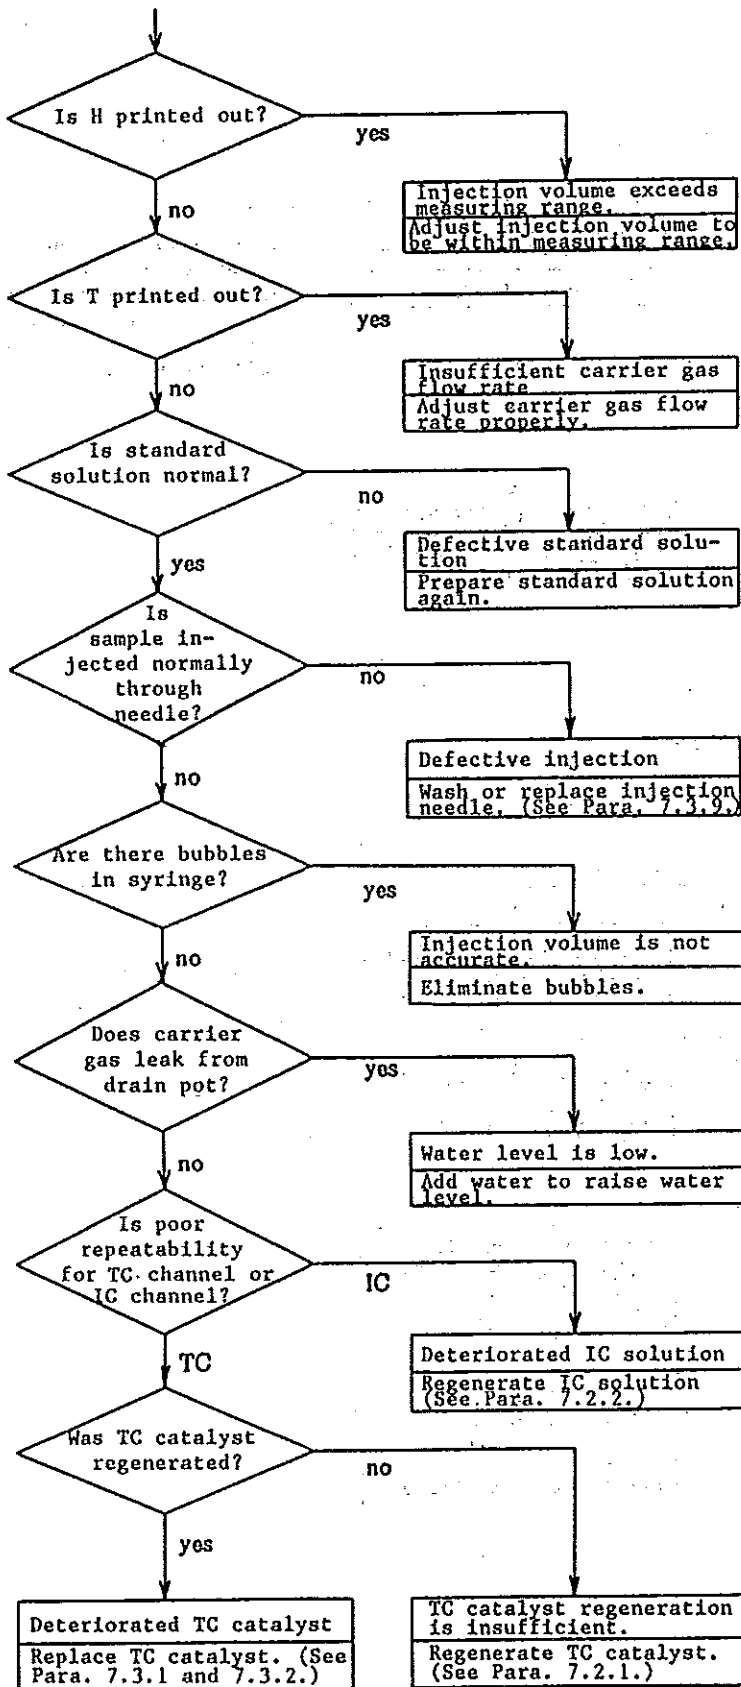 Is H printed out?
yes
Injection volume exceeds
measuring range.
Adjust injection volume to
be within measuring range.
no
Is T printed out?
yes
Insufficient carrier gas
flow rate
Adjust carrier gas flow
rate properly.
no
Is standard
solution normal?
no
Defective standard solu-
tion
Prepare standard solution
again.
yes
Is
sample in-
jected normally
through
needle?
no
Defective injection
Wash or replace injection
needle. (See Para. 7.3.9.)
no
Are there bubbles
in syringe?
yes
Injection volume is not
accurate.
Eliminate bubbles.
no
Does carrier
gas leak from
drain pot?
yes
Water level is low.
Add water to raise water
level.
no
Is poor
repeatability
for TC channel or
IC channel?
IC
Deteriorated IC solution
Regenerate IC solution
(See Para. 7.2.2.)
TC
Was TC catalyst
regenerated?
no
TC catalyst regeneration
is insufficient.
Regenerate TC catalyst.
(See Para. 7.2.1.)
yes
Deteriorated TC catalyst
Replace TC catalyst. (See
Para. 7.3.1 and 7.3.2.)